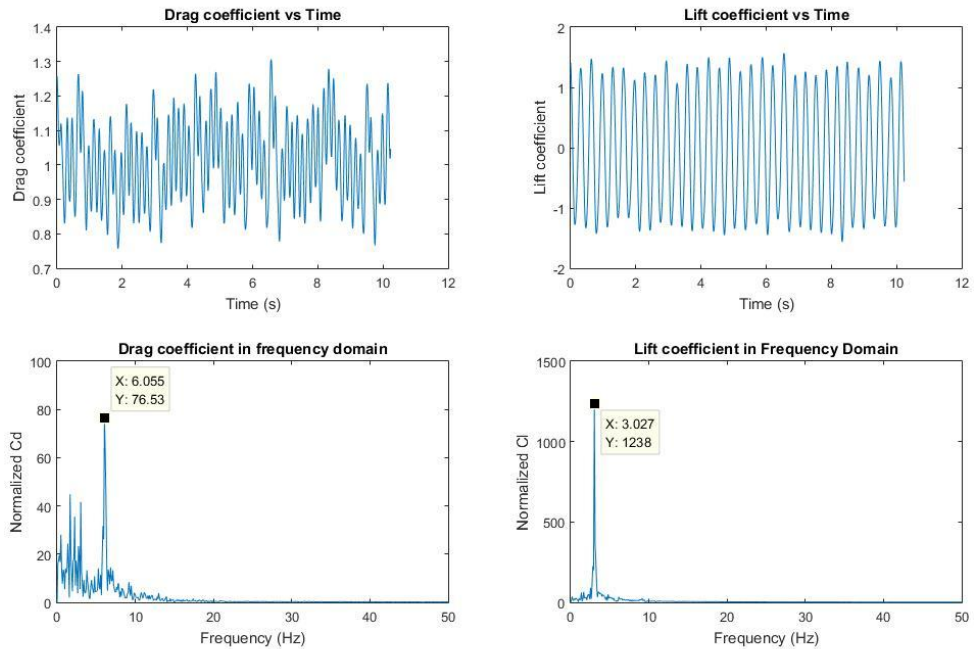 Drag coefficient vs Time
1.4
1.3
1.2
1.1
1
0.9
0.8
0.7
Drag coefficient
0 2 4 6 8 10 12
Time (s)
Lift coefficient vs Time
2
1
0
-1
-2
Lift coefficient
0 2 4 6 8 10 12
Time (s)
Drag coefficient in frequency domain
100
80
60
40
20
0
Normalized Cd
X: 6.055
Y: 76.53
0 10 20 30 40 50
Frequency (Hz)
Lift coefficient in Frequency Domain
1500
1000
500
0
Normalized Cl
X: 3.027
Y: 1238
0 10 20 30 40 50
Frequency (Hz)